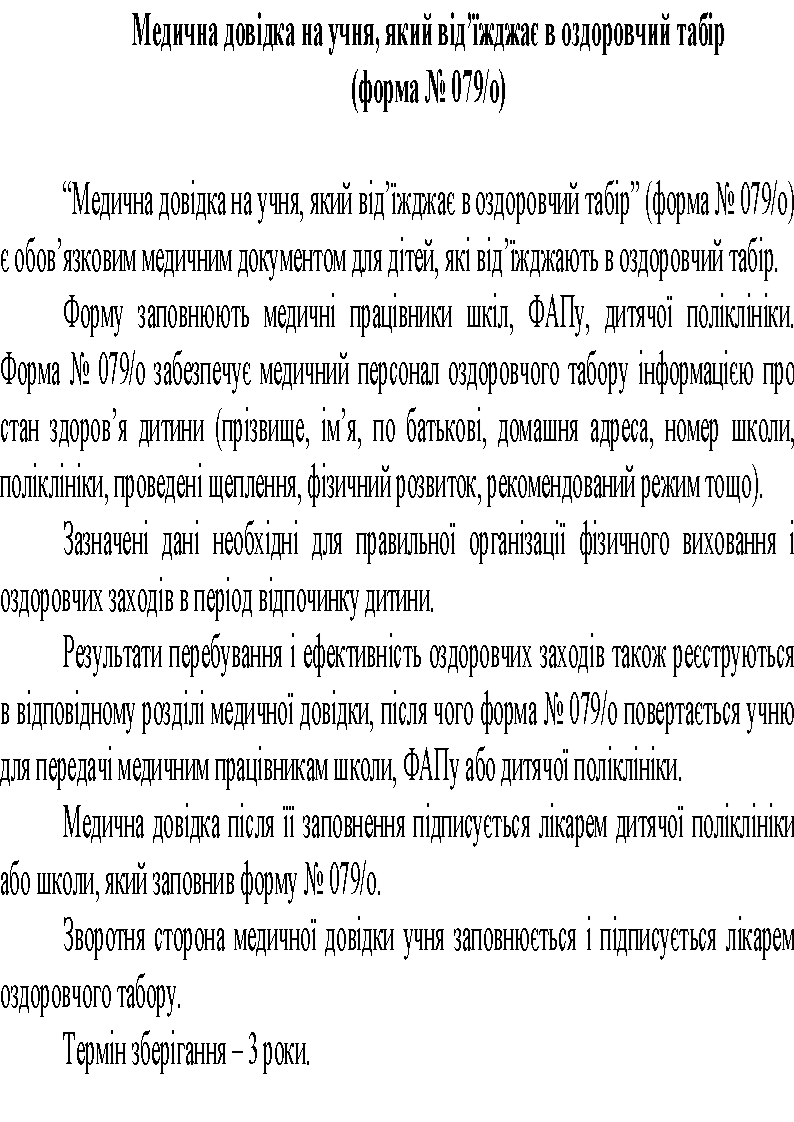 Медична довідка на учня, який від’їжджає в оздоровчий табір
(форма № 079/о)
“Медична довідка на учня, який від’їжджає в оздоровчий табір” (форма № 079/о)
є обов’язковим медичним документом для дітей, які від’їжджають в оздоровчий табір.
Форму заповнюють медичні працівники шкіл, ФАПу, дитячої поліклініки.
Форма № 079/о забезпечує медичний персонал оздоровчого табору інформацією про
стан здоров’я дитини (прізвище, ім’я, по батькові, домашня адреса, номер школи,
поліклініки, проведені щеплення, фізичний розвиток, рекомендований режим тощо).
Зазначені дані необхідні для правильної організації фізичного виховання і
оздоровчих заходів в період відпочинку дитини.
Результати перебування і ефективність оздоровчих заходів також реєструються
в відповідному розділі медичної довідки, після чого форма № 079/о повертається учню
для передачі медичним працівникам школи, ФАПу або дитячої поліклініки.
Медична довідка після її заповнення підписується лікарем дитячої поліклініки
або школи, який заповнив форму № 079/о.
Зворотня сторона медичної довідки учня заповнюється і підписується лікарем
оздоровчого табору.
Термін зберігання – 3 роки.